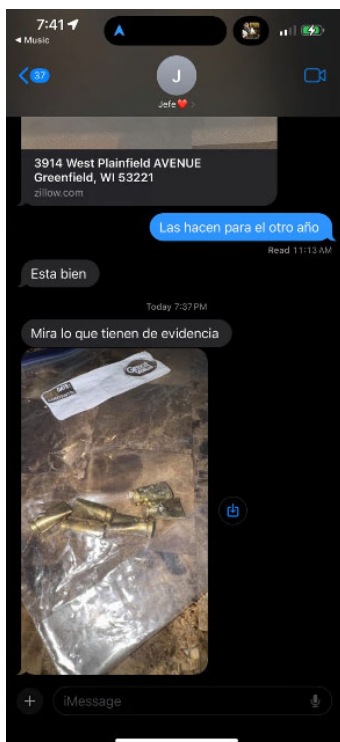 7:41
◀ Music
37
J
Jefe❤️ >
3914 West Plainfield AVENUE
Greenfield, WI 53221
zillow.com
Las hacen para el otro año
Read 11:13 AM
Esta bien
Today 7:37 PM
Mira lo que tienen de evidencia
iMessage